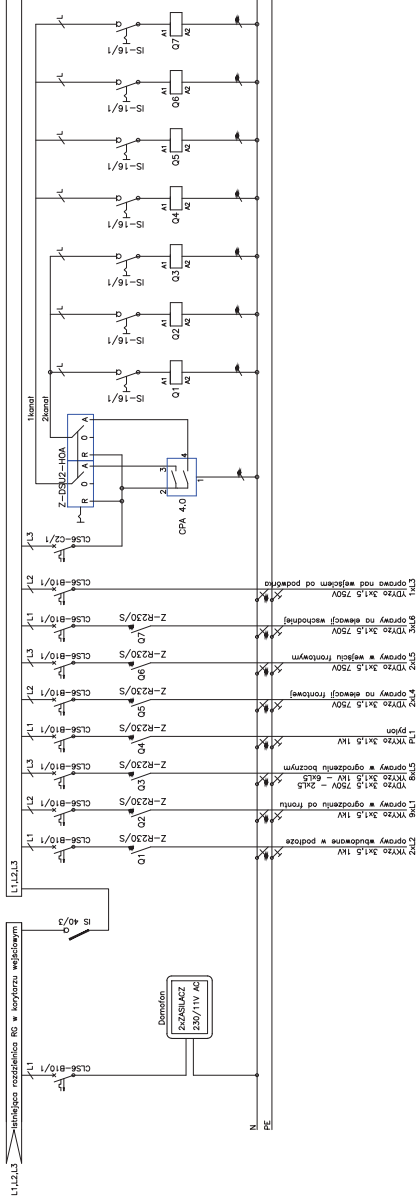 L1,L2,L3
Istniejąca rozdzielnica RG w korytarzu wejściowym
L1
CLS6-B10/1
Domofon
2xZASILACZ
230/11V AC
N
PE
IS 40/3
L1,L2,L3
L1
CLS6-B10/1
Q1
Z-R230/S
YKYżo 3x1,5 1kV
oprawy wbudowane w podłoże
2xL2
L2
CLS6-B10/1
Q2
Z-R230/S
YKYżo 3x1,5 1kV
oprawy w ogrodzeniu od frontu
9xL1
L3
CLS6-B10/1
Q3
Z-R230/S
YDYżo 3x1,5 750V - 2xL5
YKYżo 3x1,5 1kV - 6xL5
oprawy w ogrodzeniu bocznym
8xL5
L1
CLS6-B10/1
Q4
Z-R230/S
YKYżo 3x1,5 1kV
pylon
PL1
L2
CLS6-B10/1
Q5
Z-R230/S
YDYżo 3x1,5 750V
oprawy na elewacji frontowej
2xL4
L3
CLS6-B10/1
Q6
Z-R230/S
YDYżo 3x1,5 750V
oprawy w wejściu frontowym
2xL5
L1
CLS6-B10/1
Q7
Z-R230/S
YDYżo 3x1,5 750V
oprawy na elewacji wschodniej
3xL6
L2
CLS6-B10/1
YDYżo 3x1,5 750V
oprawa nad wejściem od podwórka
1xL3
L3
CLS6-C2/1
Z-DSU2-HOA
R O A R O A
CPA 4.0
2 3
1 4
1kanał
2kanał
L
IS-16/1
Q1
A1 A2
L
IS-16/1
Q2
A1 A2
L
IS-16/1
Q3
A1 A2
L
IS-16/1
Q4
A1 A2
L
IS-16/1
Q5
A1 A2
L
IS-16/1
Q6
A1 A2
L
IS-16/1
Q7
A1 A2